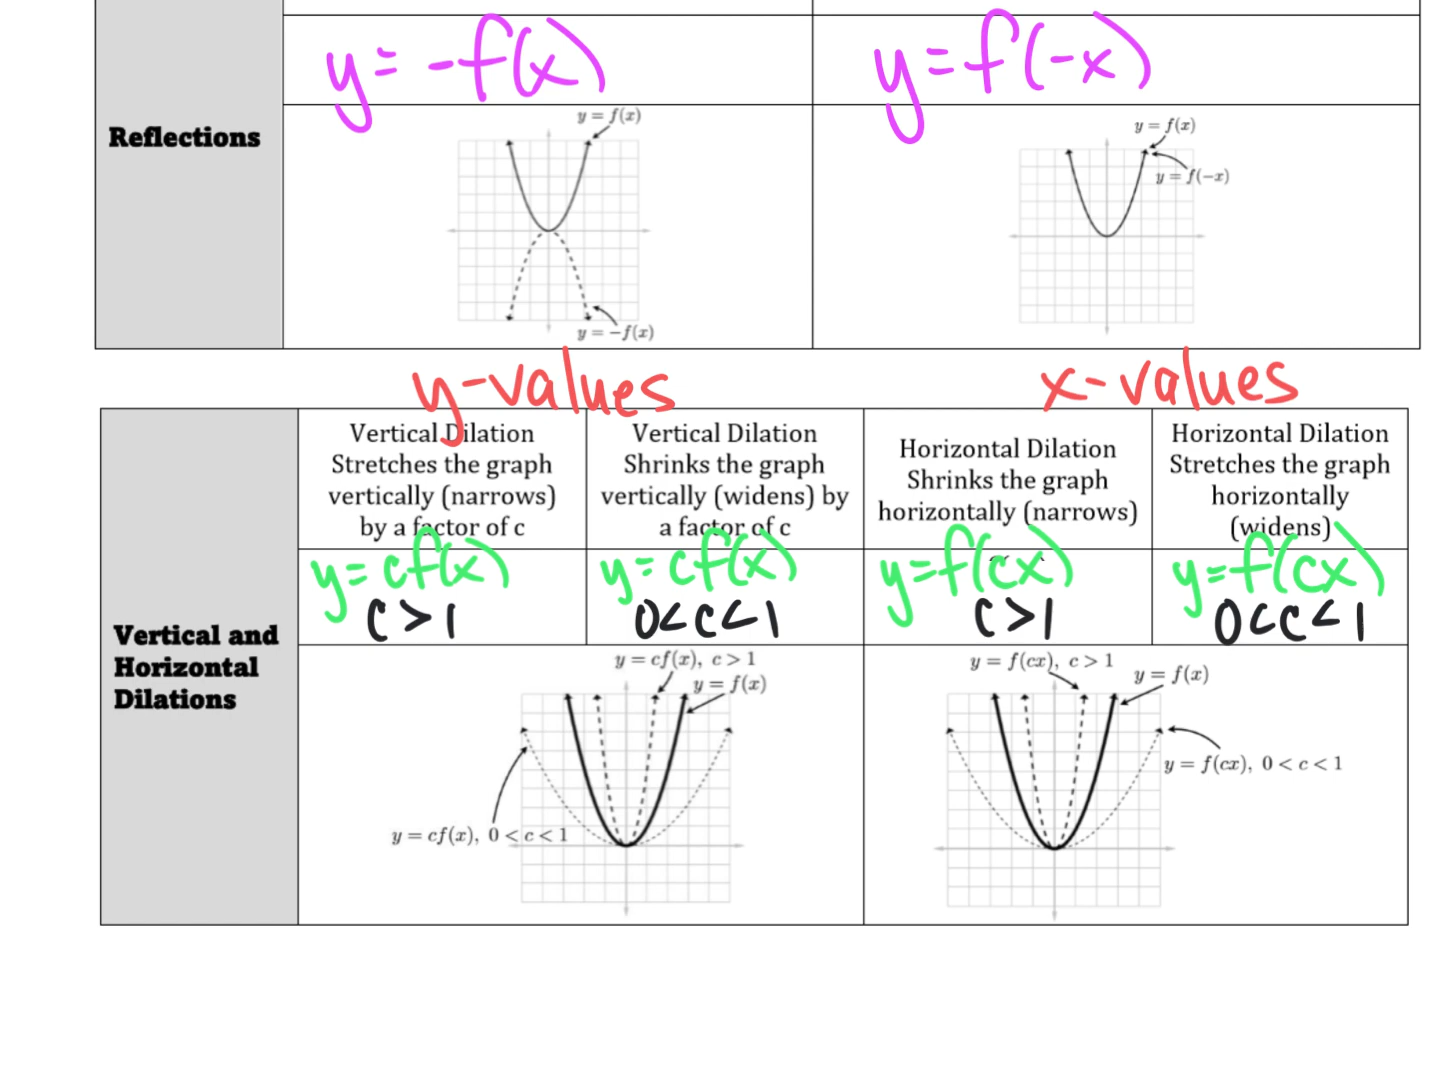 y = -f(x)
y = f(-x)
Reflections
y = f(x)
y = -f(x)
y = f(x)
y = f(-x)
y-values
x-values
Vertical Dilation
Stretches the graph
vertically (narrows)
by a factor of c
Vertical Dilation
Shrinks the graph
vertically (widens) by
a factor of c
Horizontal Dilation
Shrinks the graph
horizontally (narrows)
Horizontal Dilation
Stretches the graph
horizontally
(widens)
y = cf(x)
c > 1
y = cf(x)
0 < c < 1
y = f(cx)
c > 1
y = f(cx)
0 < c < 1
Vertical and
Horizontal
Dilations
y = cf(x), c > 1
y = f(x)
y = cf(x), 0 < c < 1
y = f(cx), c > 1
y = f(x)
y = f(cx), 0 < c < 1